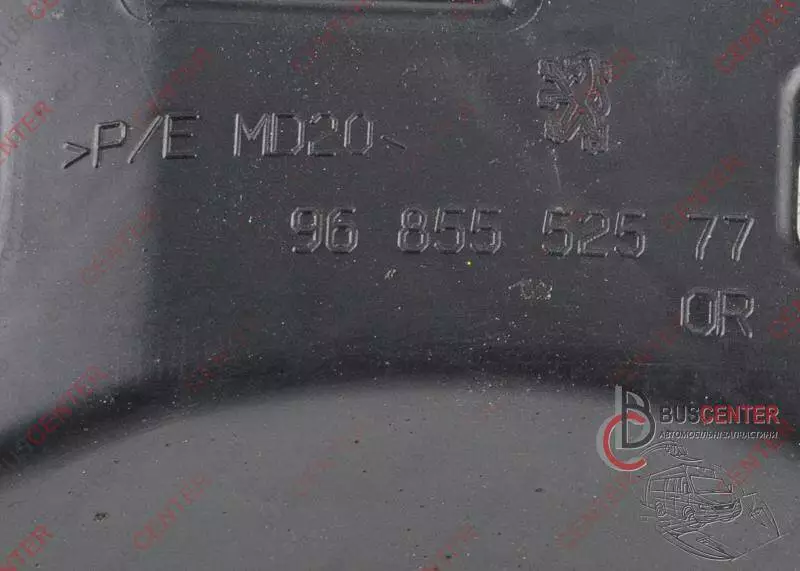 >P/E MD20<
96 855 525 77
OR
BUSCENTER
АВТОМОБІЛЬНІ ЗАПЧАСТИНИ